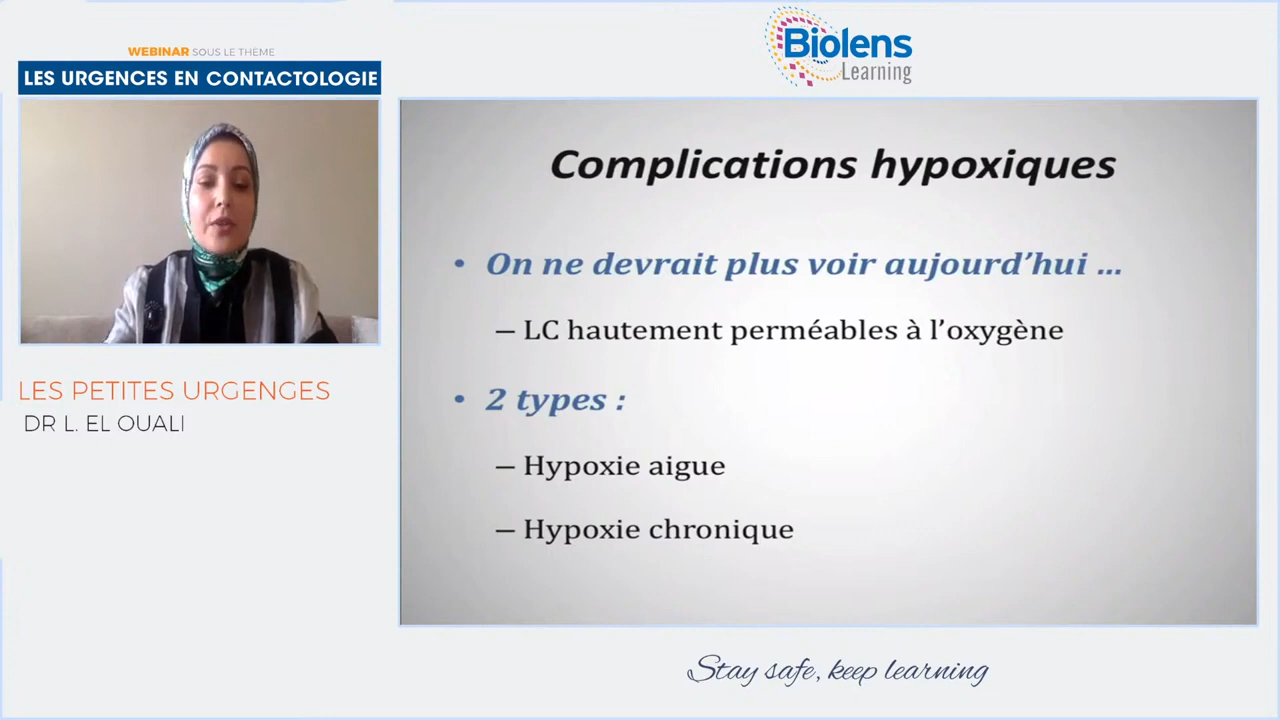 WEBINAR SOUS LE THÈME
LES URGENCES EN CONTACTOLOGIE
Biolens
Learning
Complications hypoxiques
• On ne devrait plus voir aujourd’hui …
– LC hautement perméables à l’oxygène
• 2 types :
– Hypoxie aigue
– Hypoxie chronique
LES PETITES URGENGES
DR L. EL OUALI
Stay safe, keep learning